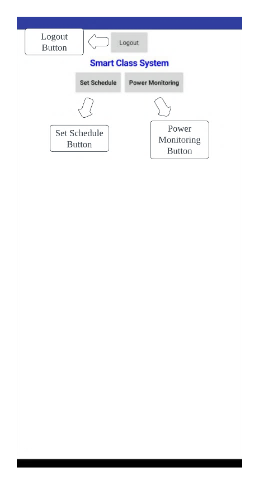 Logout
Button
Logout
Smart Class System
Set Schedule
Power Monitoring
Set Schedule
Button
Power
Monitoring
Button